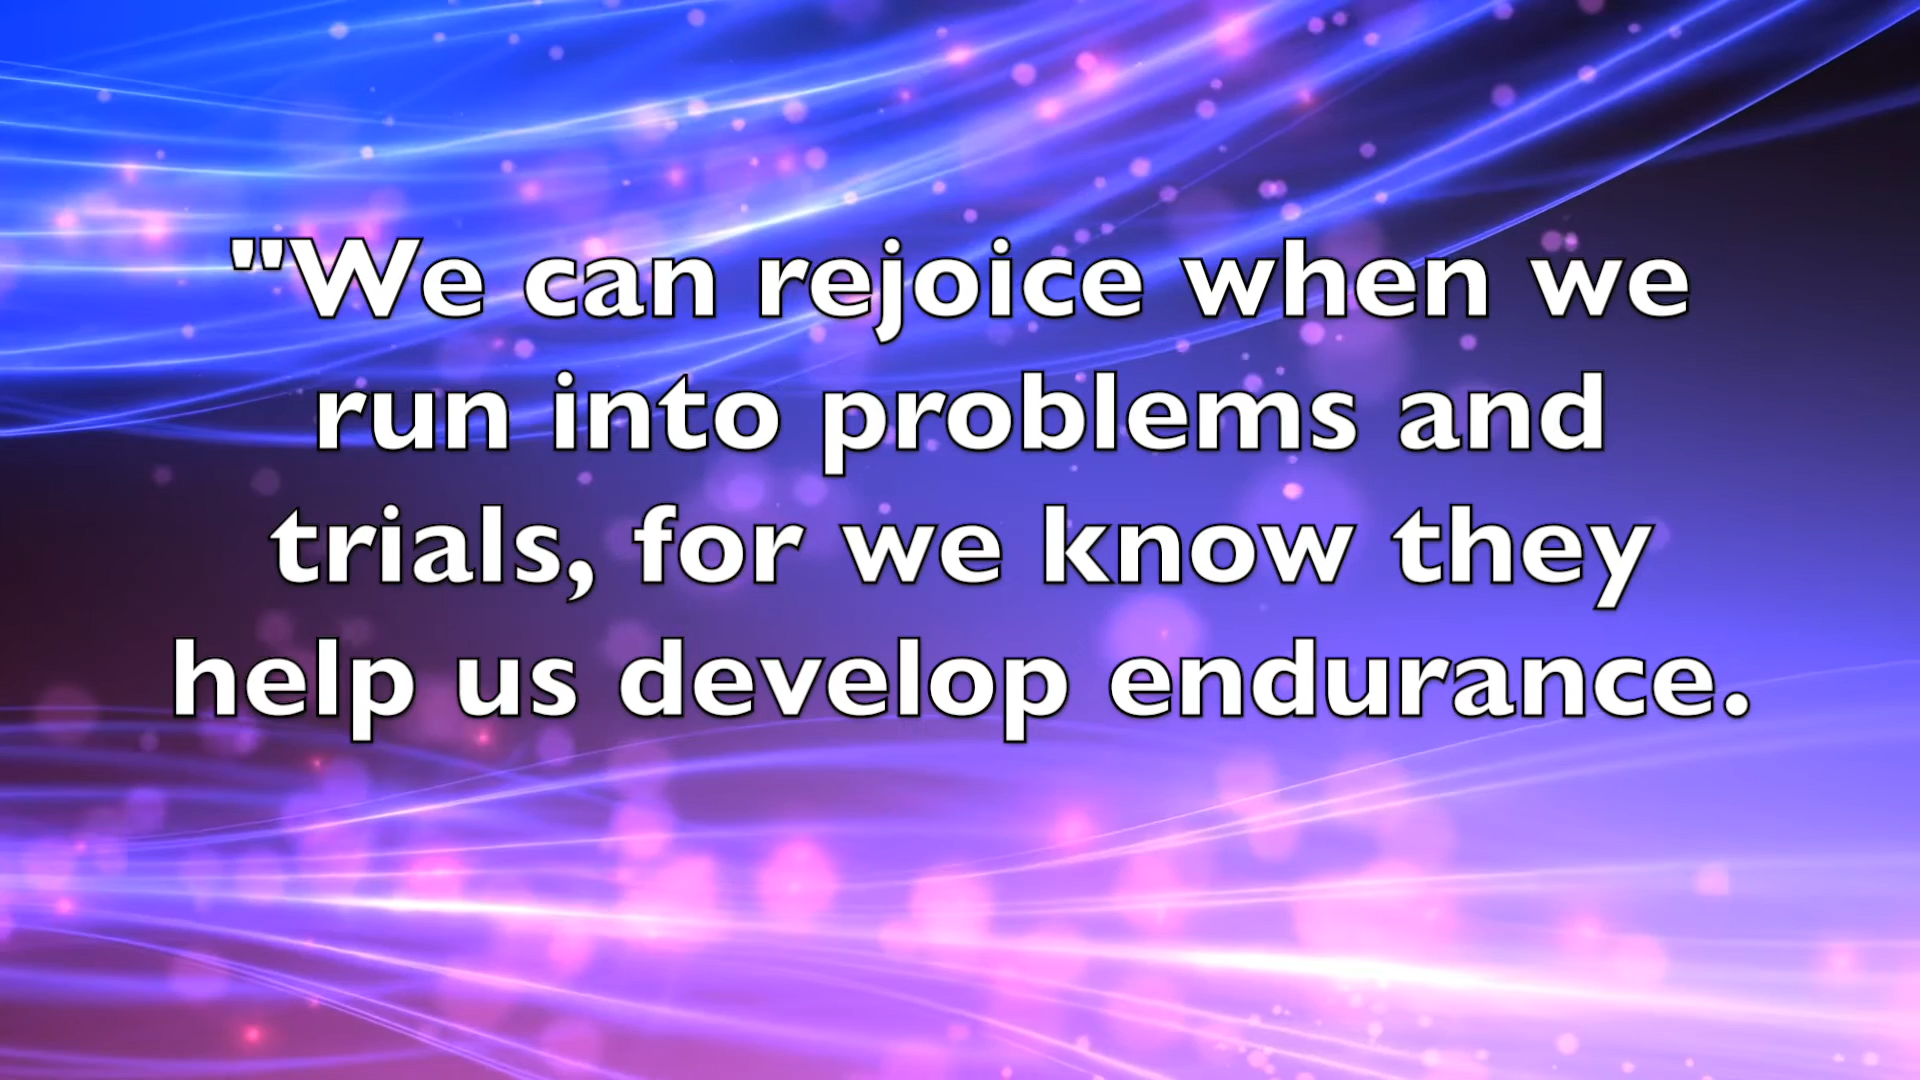 "We can rejoice when we
run into problems and
trials, for we know they
help us develop endurance.